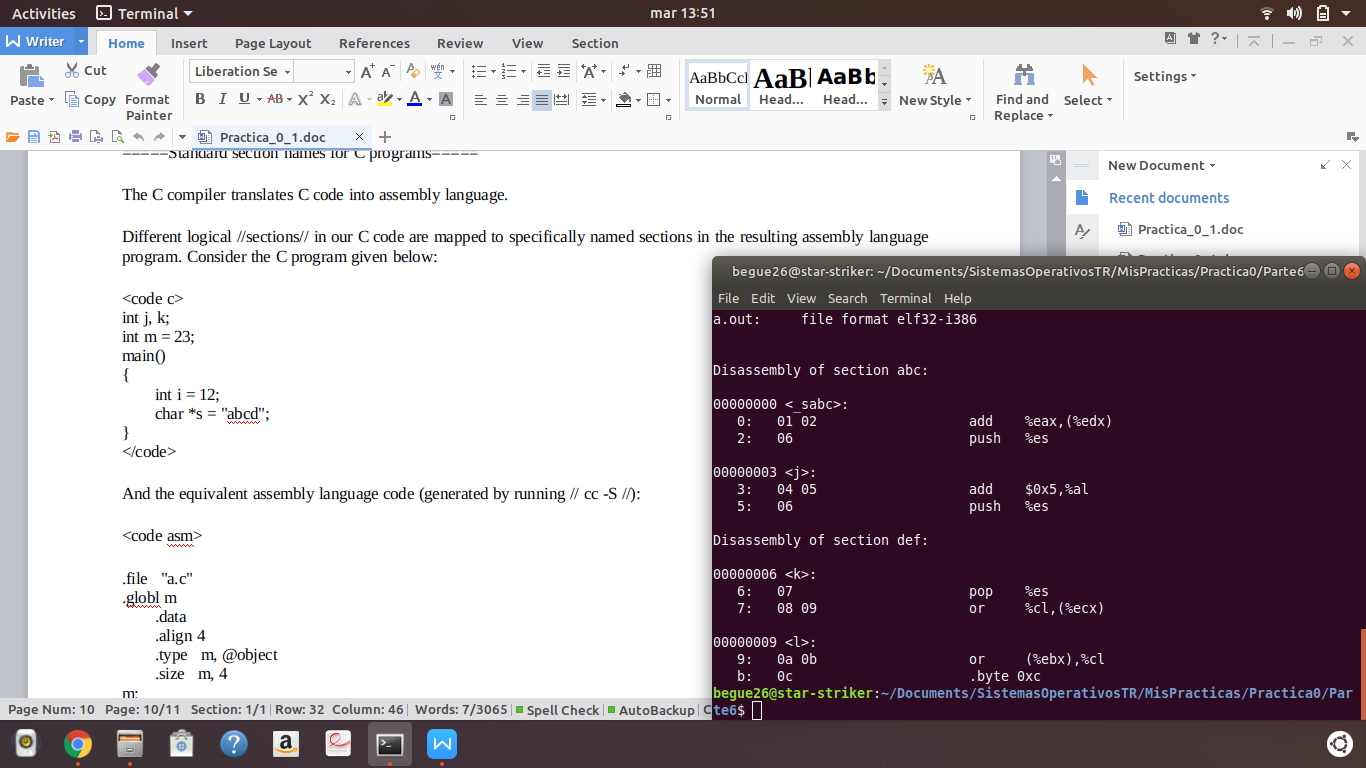 Activities Terminal mar 13:51
Writer Home Insert Page Layout References Review View Section
Cut Liberation Se AaBbCcl AaBl AaBb Settings
Paste Copy Format Painter Normal Head... Head... New Style Find and Replace Select
B I U AB X² X₂ A A A
Practica_0_1.doc
=====Standard section names for C programs=====
The C compiler translates C code into assembly language.
Different logical //sections// in our C code are mapped to specifically named sections in the resulting assembly language
program. Consider the C program given below:
<code c>
int j, k;
int m = 23;
main()
{
int i = 12;
char *s = "abcd";
}
</code>
And the equivalent assembly language code (generated by running // cc -S //):
<code asm>
.file "a.c"
.globl m
.data
.align 4
.type m, @object
.size m, 4
m:
New Document
Recent documents
Practica_0_1.doc
begue26@star-striker: ~/Documents/SistemasOperativosTR/MisPracticas/Practica0/Parte6
File Edit View Search Terminal Help
a.out: file format elf32-i386
Disassembly of section abc:
00000000 <_sabc>:
0: 01 02 add %eax,(%edx)
2: 06 push %es
00000003 <j>:
3: 04 05 add $0x5,%al
5: 06 push %es
Disassembly of section def:
00000006 <k>:
6: 07 pop %es
7: 08 09 or %cl,(%ecx)
00000009 <l>:
9: 0a 0b or (%ebx),%cl
b: 0c .byte 0xc
begue26@star-striker:~/Documents/SistemasOperativosTR/MisPracticas/Practica0/Par
te6$
Page Num: 10 Page: 10/11 Section: 1/1 Row: 32 Column: 46 Words: 7/3065 Spell Check AutoBackup C